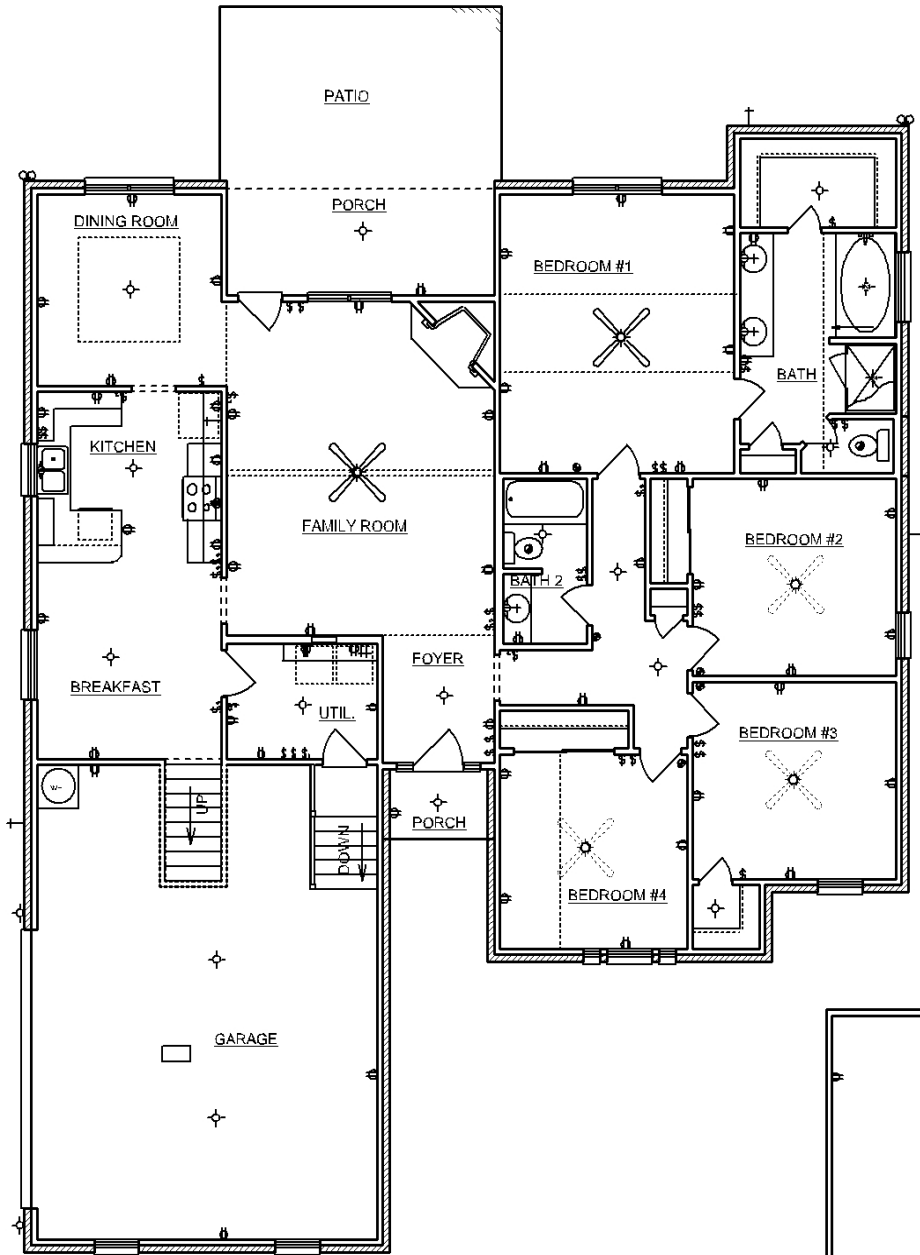 PATIO
DINING ROOM
PORCH
BEDROOM #1
BATH
KITCHEN
FAMILY ROOM
BEDROOM #2
BATH 2
FOYER
BREAKFAST
UTIL.
BEDROOM #3
UP
PORCH
DOWN
BEDROOM #4
GARAGE